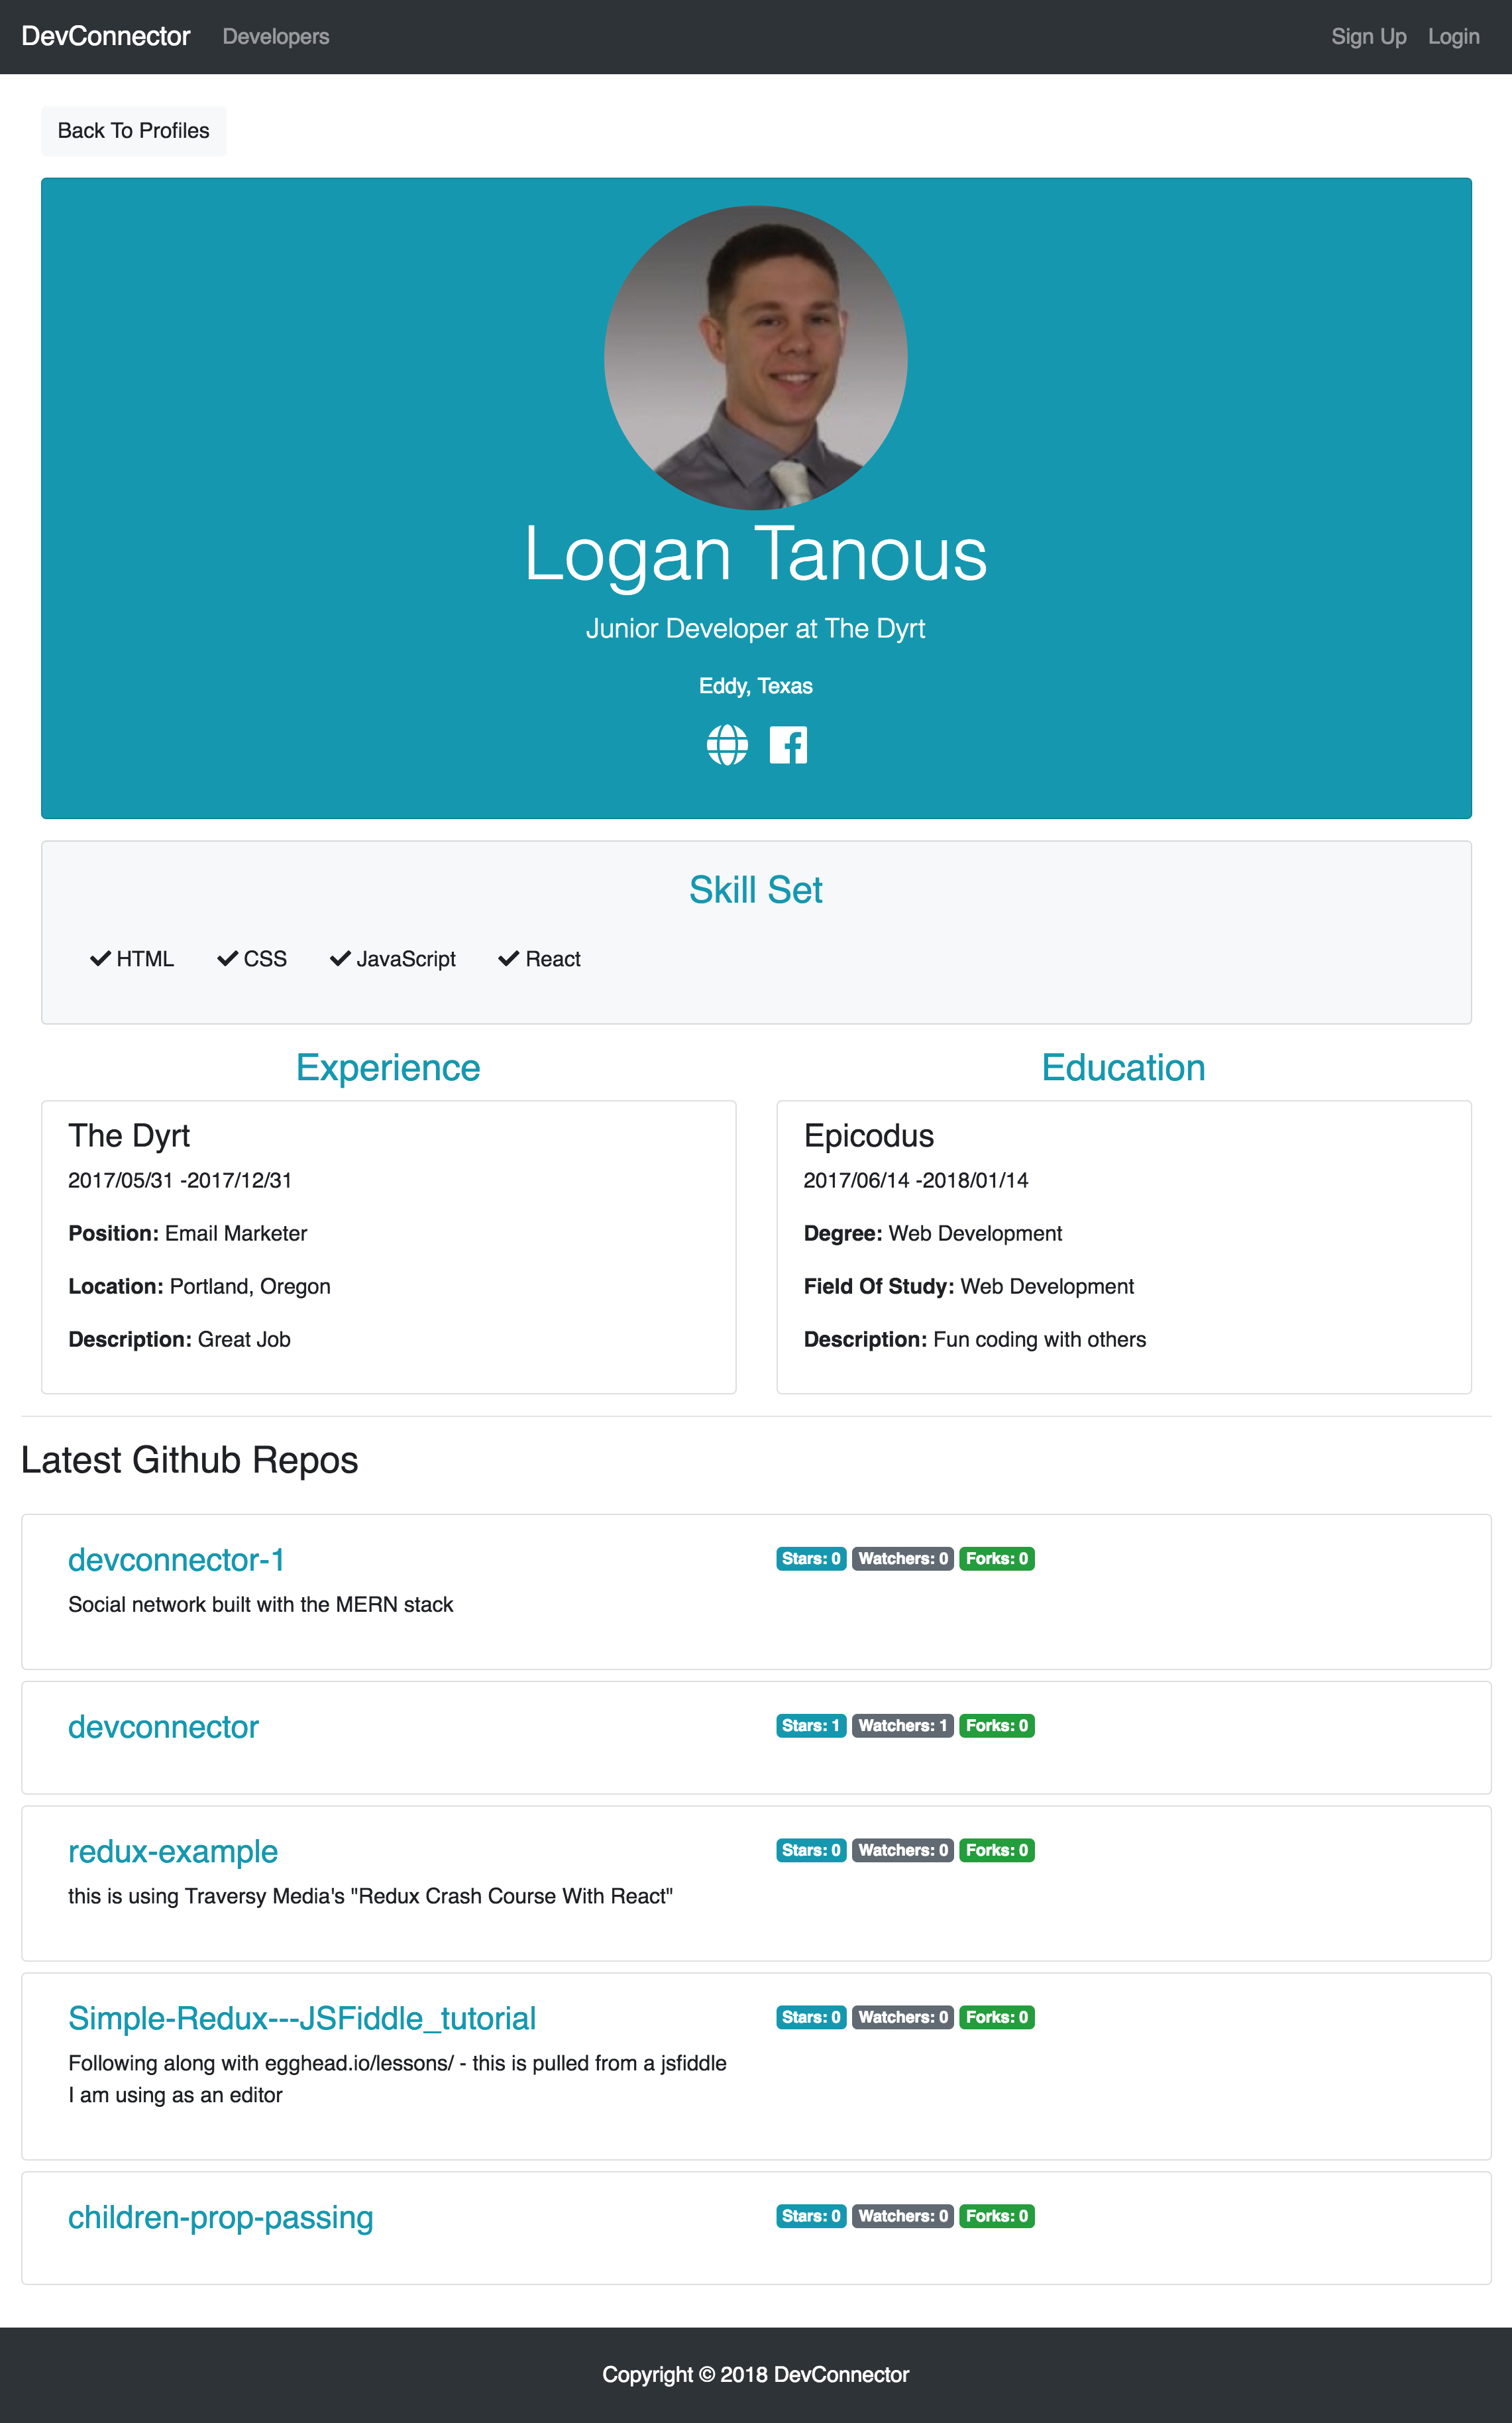 DevConnector Developers Sign Up Login
Back To Profiles
Logan Tanous
Junior Developer at The Dyrt
Eddy, Texas
Skill Set
HTML CSS JavaScript React
Experience
The Dyrt
2017/05/31 -2017/12/31
Position: Email Marketer
Location: Portland, Oregon
Description: Great Job
Education
Epicodus
2017/06/14 -2018/01/14
Degree: Web Development
Field Of Study: Web Development
Description: Fun coding with others
Latest Github Repos
devconnector-1
Social network built with the MERN stack
Stars: 0 Watchers: 0 Forks: 0
devconnector
Stars: 1 Watchers: 1 Forks: 0
redux-example
this is using Traversy Media's "Redux Crash Course With React"
Stars: 0 Watchers: 0 Forks: 0
Simple-Redux---JSFiddle_tutorial
Following along with egghead.io/lessons/ - this is pulled from a jsfiddle
I am using as an editor
Stars: 0 Watchers: 0 Forks: 0
children-prop-passing
Stars: 0 Watchers: 0 Forks: 0
Copyright © 2018 DevConnector